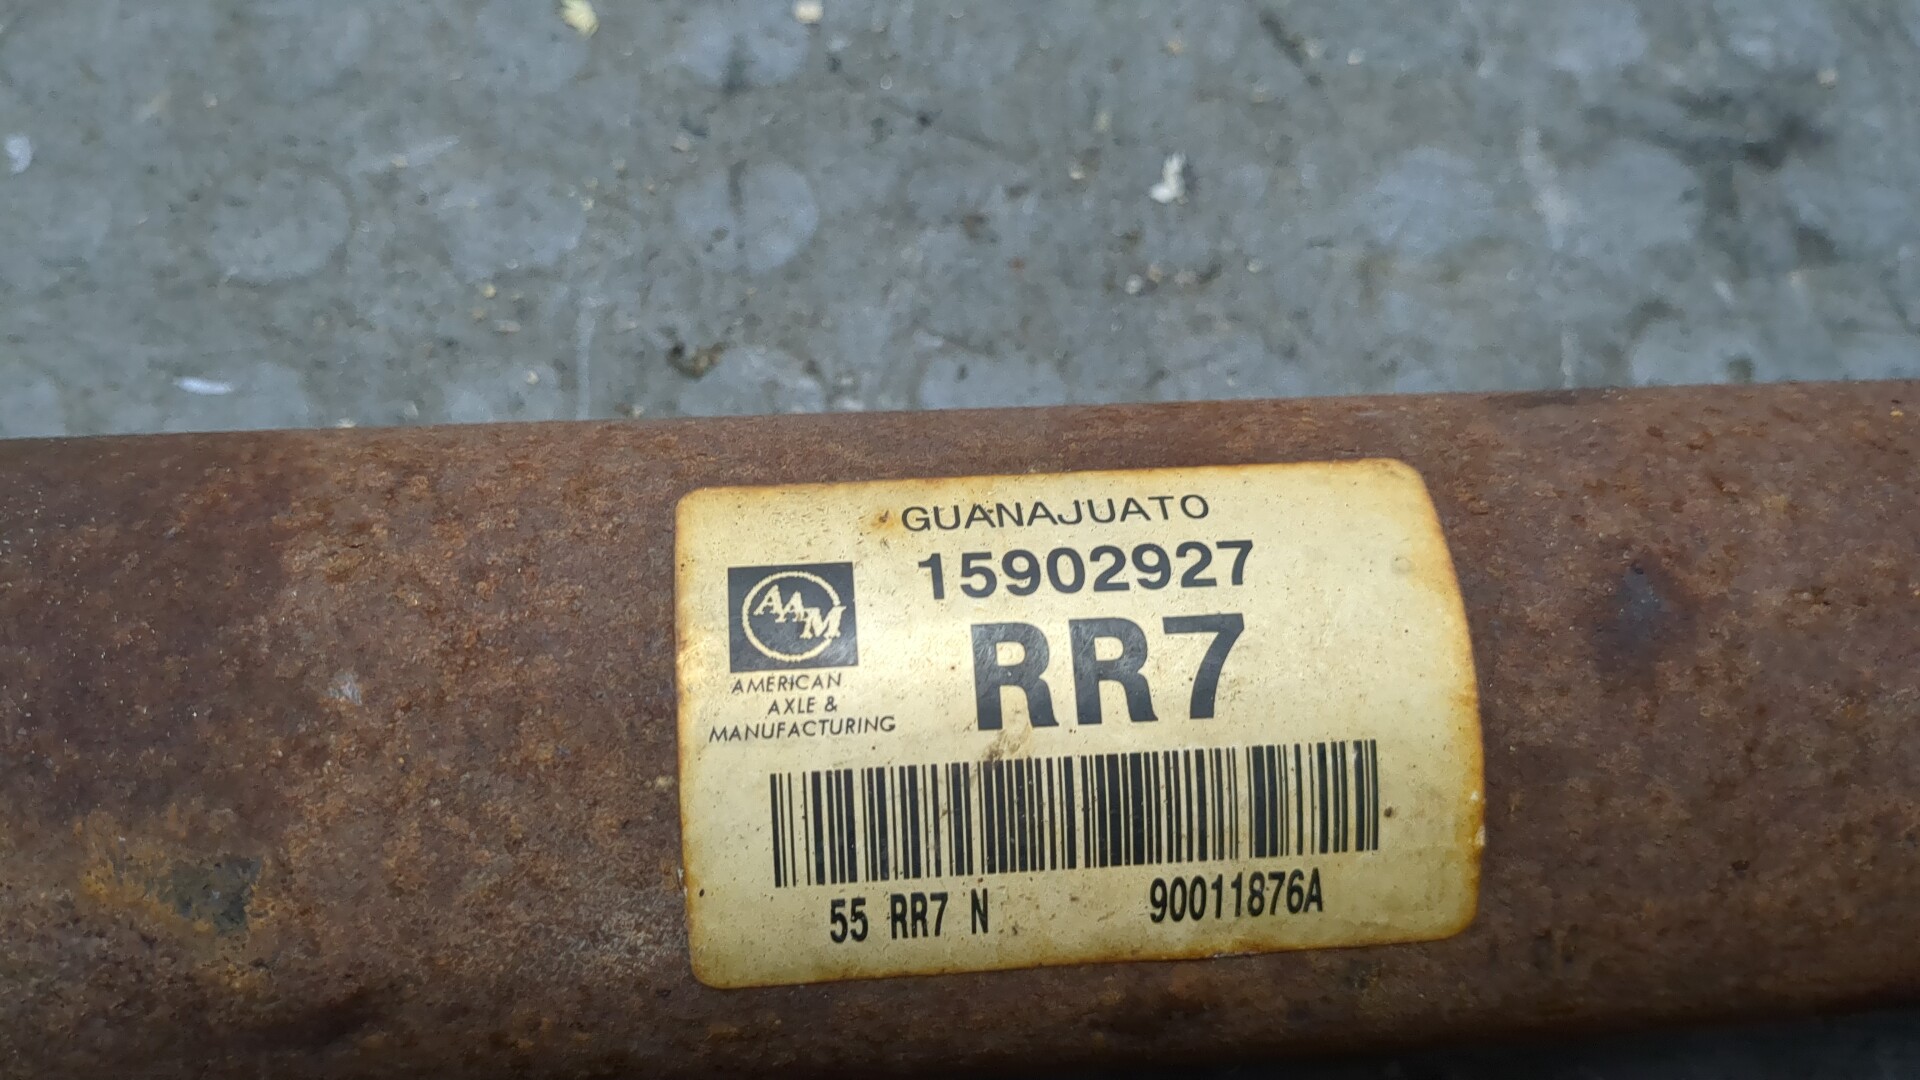 GUANAJUATO
15902927
RR7
AAM
AMERICAN
AXLE &
MANUFACTURING
55 RR7 N 90011876A